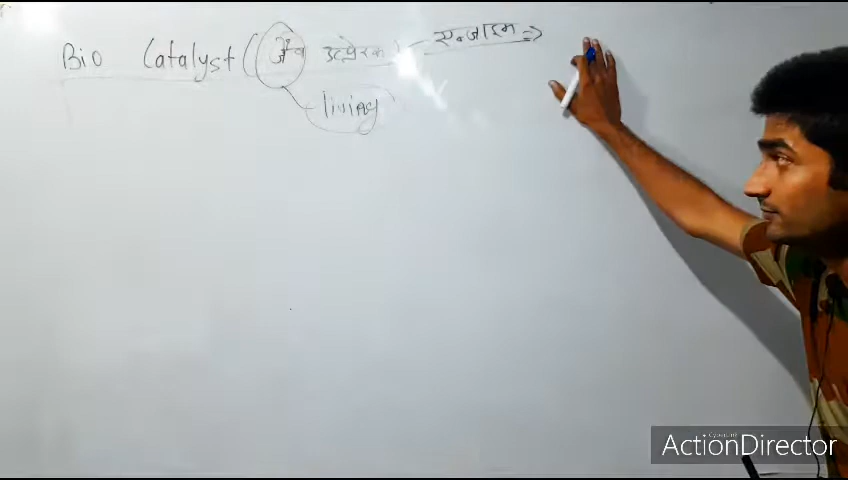 Bio Catalyst (जैव उत्प्रेरक) - एन्जाइम =>
living
ActionDirector